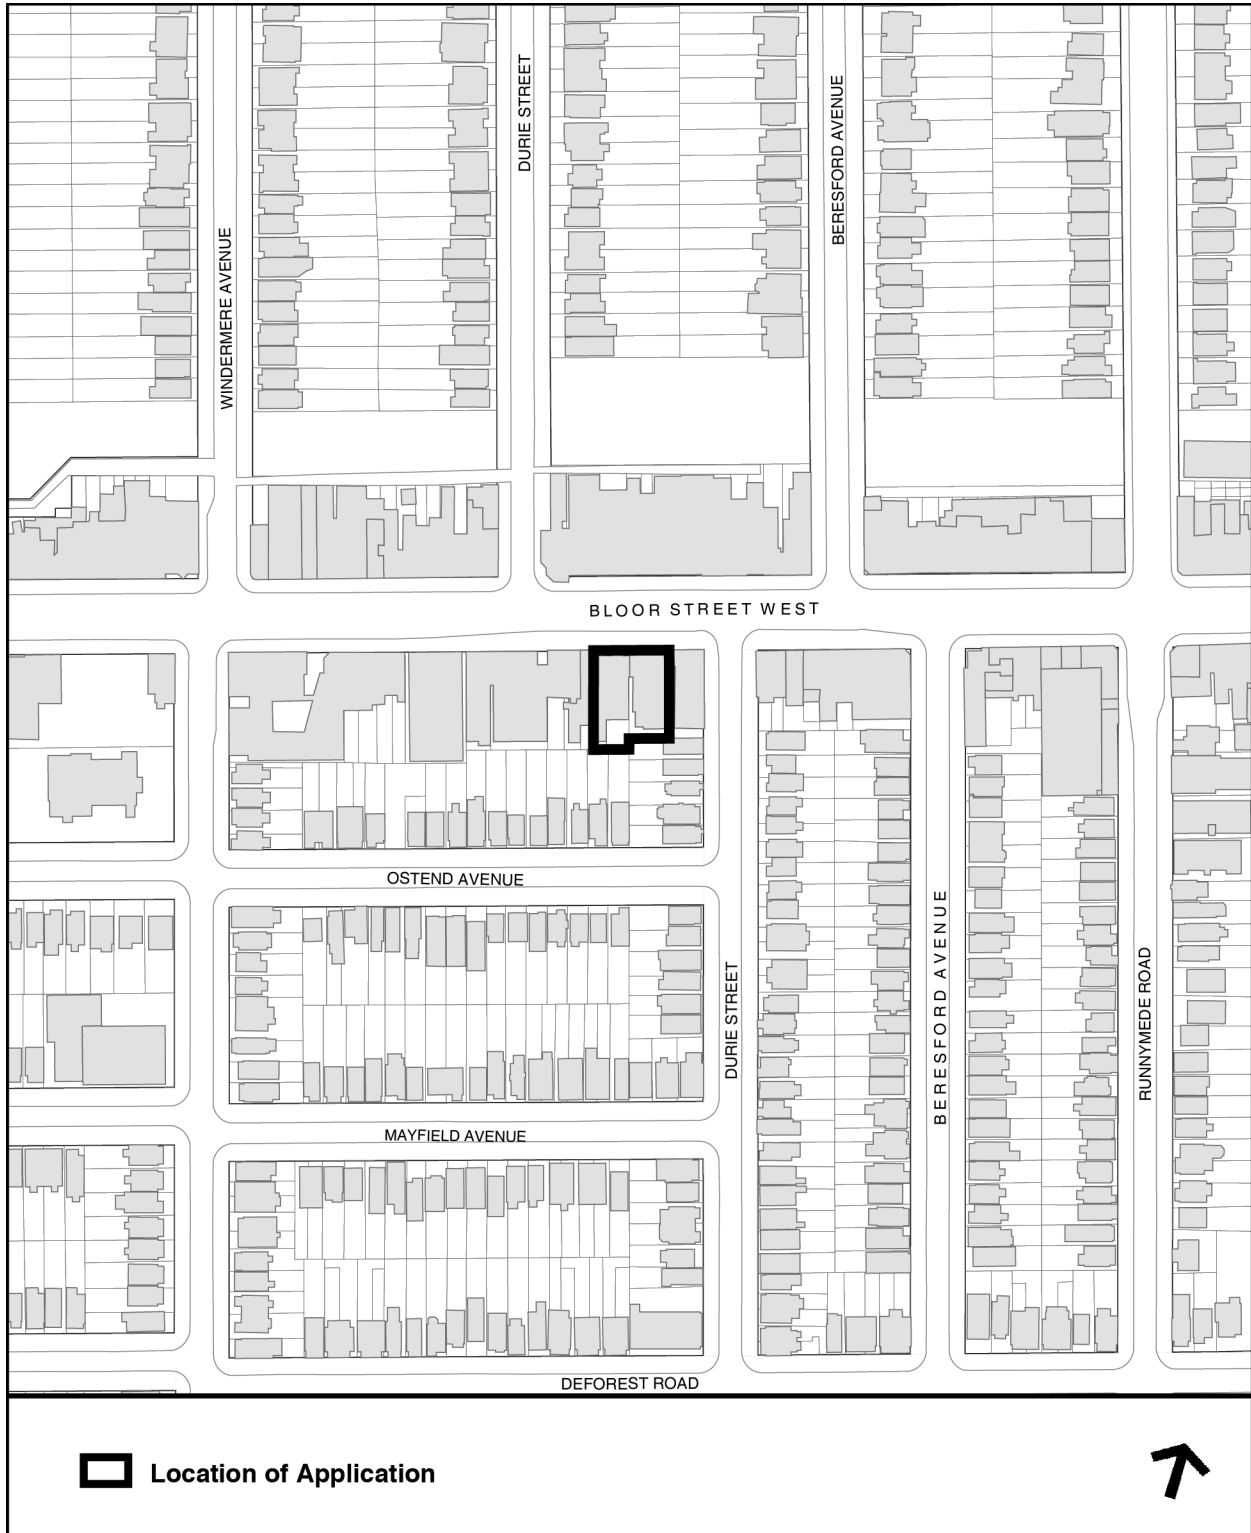 DURIE STREET
BERESFORD AVENUE
WINDERMERE AVENUE
BLOOR STREET WEST
OSTEND AVENUE
DURIE STREET
BERESFORD AVENUE
RUNNYMEDE ROAD
MAYFIELD AVENUE
DEFOREST ROAD
Location of Application